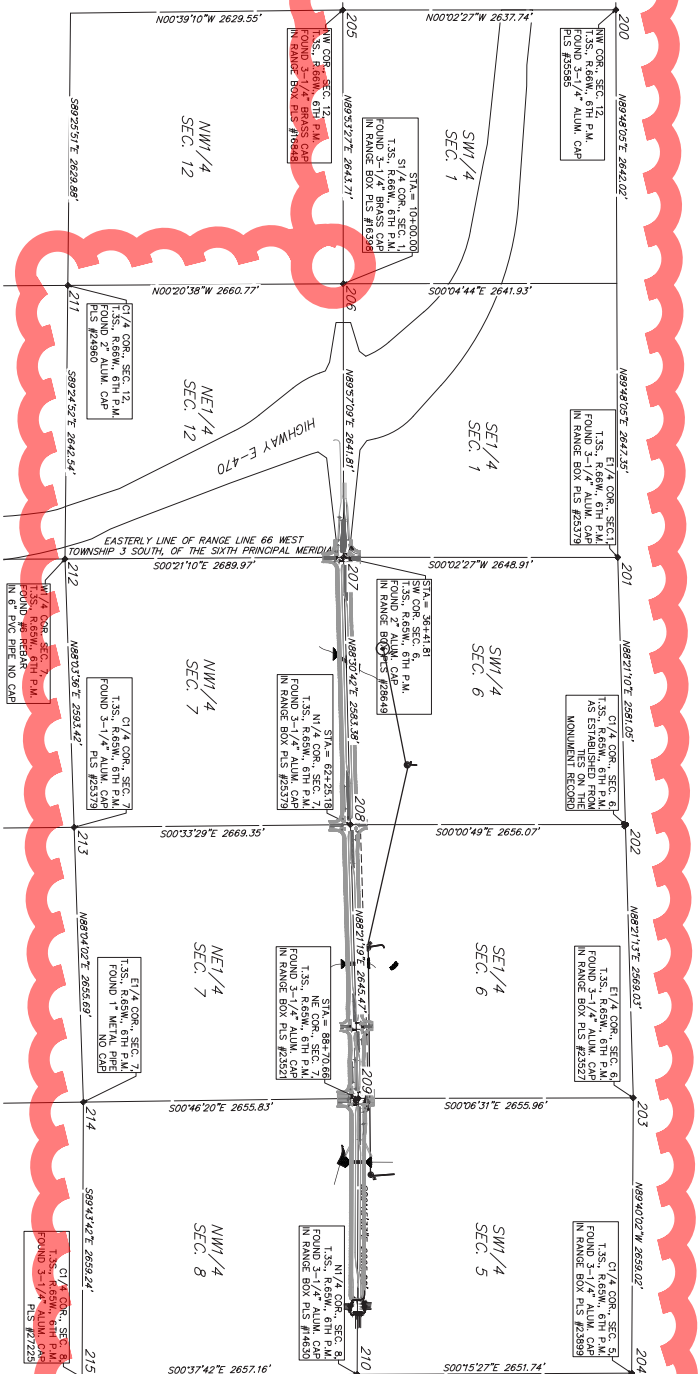 200
N89°48'05"E 2642.02'
N89°48'05"E 2647.35'
201
N88°21'10"E 2581.05'
202
N88°21'13"E 2569.03'
203
N89°40'02"W 2659.02'
204
NW COR., SEC. 12,
T.3S., R.66W., 6TH P.M.
FOUND 3-1/4" ALUM. CAP
PLS #35585
E1/4 COR., SEC.1,
T.3S., R.66W., 6TH P.M.
FOUND 3-1/4" ALUM. CAP
IN RANGE BOX PLS #25379
C1/4 COR., SEC. 6,
T.3S., R.65W., 6TH P.M.
AS ESTABLISHED FROM
TIES ON THE
MONUMENT RECORD
E1/4 COR., SEC. 6,
T.3S., R.65W., 6TH P.M.
FOUND 3-1/4" ALUM. CAP
IN RANGE BOX PLS #23527
C1/4 COR., SEC. 5,
T.3S., R.65W., 6TH P.M.
FOUND 3-1/4" ALUM. CAP
IN RANGE BOX PLS #23899
N00°02'27"W 2637.74'
SW1/4
SEC. 1
S00°04'44"E 2641.93'
SE1/4
SEC. 1
S00°02'27"W 2648.91'
SW1/4
SEC. 6
S00°00'49"E 2656.07'
SE1/4
SEC. 6
S00°06'31"E 2655.96'
SW1/4
SEC. 5
S00°15'27"E 2651.74'
STA.= 10+00.00
S1/4 COR., SEC. 1,
T.3S., R.66W., 6TH P.M.
FOUND 3-1/4" BRASS CAP
IN RANGE BOX PLS #16398
STA.= 36+41.81
SW COR. SEC. 6,
T.3S., R.65W., 6TH P.M.
FOUND 2" ALUM. CAP
IN RANGE BOX PLS #28649
205
N89°53'27"E 2643.71'
206
N89°57'09"E 2641.81'
207
N88°30'42"E 2583.38'
208
N88°21'19"E 2645.47'
209
210
NW COR., SEC. 12,
T.3S., R.66W., 6TH P.M.
FOUND 3-1/4" BRASS CAP
IN RANGE BOX PLS #16848
STA.= 62+25.18
N1/4 COR., SEC. 7,
T.3S., R.65W., 6TH P.M.
FOUND 3-1/4" ALUM. CAP
IN RANGE BOX PLS #25379
STA.= 88+70.66
NE COR., SEC. 7,
T.3S., R.65W., 6TH P.M.
FOUND 3-1/4" ALUM. CAP
IN RANGE BOX PLS #23521
N1/4 COR., SEC. 8,
T.3S., R.65W., 6TH P.M.
FOUND 3-1/4" ALUM. CAP
IN RANGE BOX PLS #14630
HIGHWAY E-470
EASTERLY LINE OF RANGE LINE 66 WEST
TOWNSHIP 3 SOUTH, OF THE SIXTH PRINCIPAL MERIDIA
N00°39'10"W 2629.55'
NW1/4
SEC. 12
N00°20'38"W 2660.77'
NE1/4
SEC. 12
S00°21'10"E 2689.97'
NW1/4
SEC. 7
S00°33'29"E 2669.35'
NE1/4
SEC. 7
S00°46'20"E 2655.83'
NW1/4
SEC. 8
S00°37'42"E 2657.16'
C1/4 COR., SEC. 12,
T.3S., R.66W., 6TH P.M.
FOUND 2" ALUM. CAP
PLS #24960
C1/4 COR., SEC. 7,
T.3S., R.65W., 6TH P.M.
FOUND 3-1/4" ALUM. CAP
PLS #25379
E1/4 COR., SEC. 7,
T.3S., R.65W., 6TH P.M.
FOUND 1" METAL PIPE
NO CAP
S89°25'51"E 2629.88'
211
S89°24'52"E 2642.54'
212
N88°03'36"E 2593.42'
213
N88°04'02"E 2655.69'
214
S89°43'42"E 2659.24'
215
W1/4 COR., SEC. 7,
T.3S., R.65W., 6TH P.M.
FOUND #6 REBAR
IN 6" PVC PIPE NO CAP
C1/4 COR., SEC. 8,
T.3S., R.65W., 6TH P.M.
FOUND 3-1/4" ALUM. CAP
PLS #27225